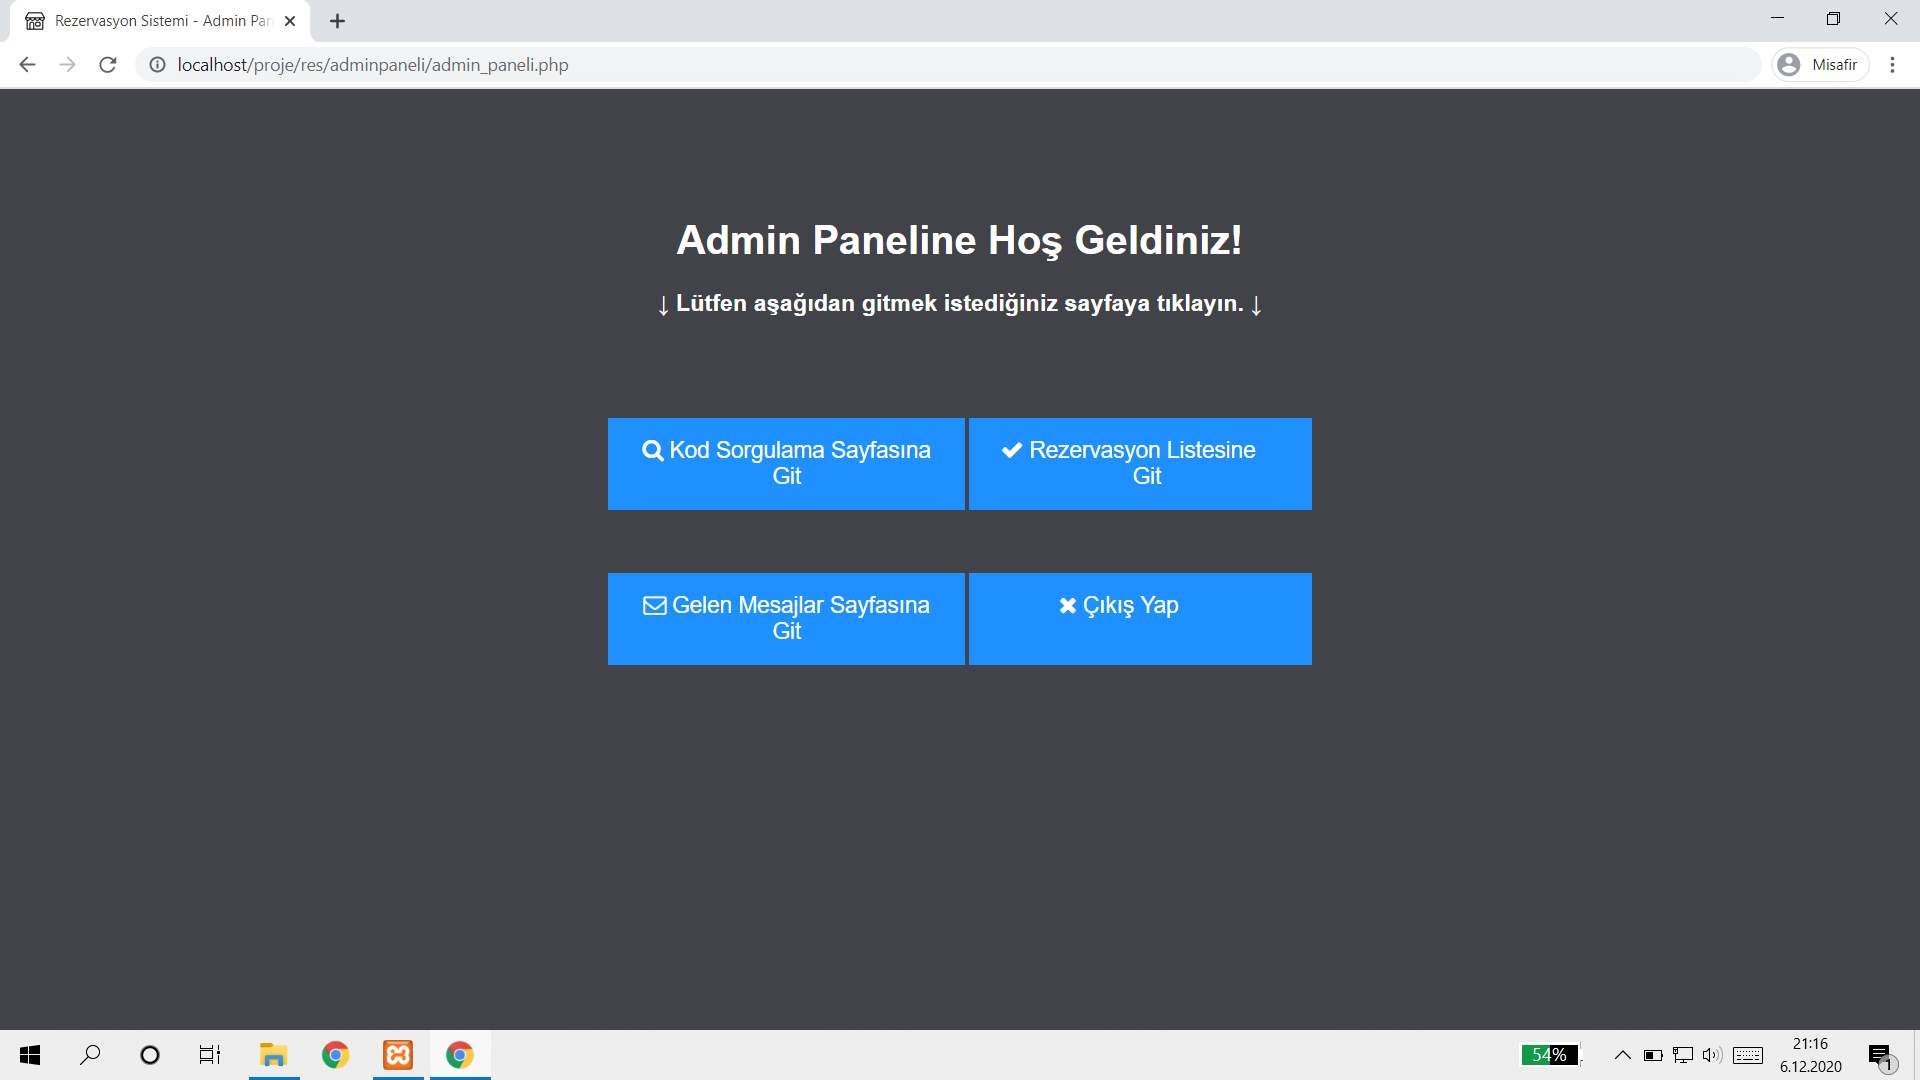 Rezervasyon Sistemi - Admin Pan
localhost/proje/res/adminpaneli/admin_paneli.php
Misafir
Admin Paneline Hoş Geldiniz!
↓ Lütfen aşağıdan gitmek istediğiniz sayfaya tıklayın. ↓
Kod Sorgulama Sayfasına
Git
Rezervasyon Listesine
Git
Gelen Mesajlar Sayfasına
Git
Çıkış Yap
54%
21:16
6.12.2020
1